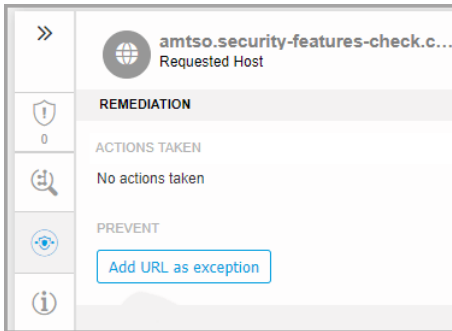 amtso.security-features-check.c...
Requested Host
REMEDIATION
0
ACTIONS TAKEN
No actions taken
PREVENT
Add URL as exception